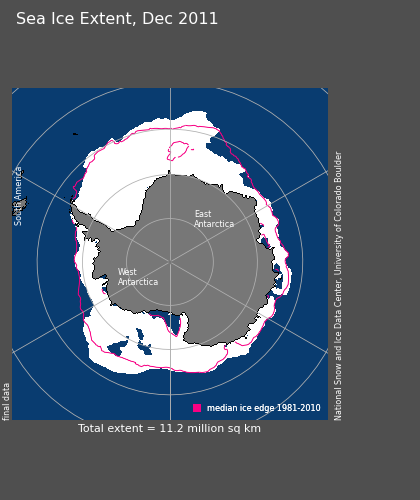 Sea Ice Extent, Dec 2011
South America
East
Antarctica
West
Antarctica
National Snow and Ice Data Center, University of Colorado Boulder
final data
median ice edge 1981-2010
Total extent = 11.2 million sq km